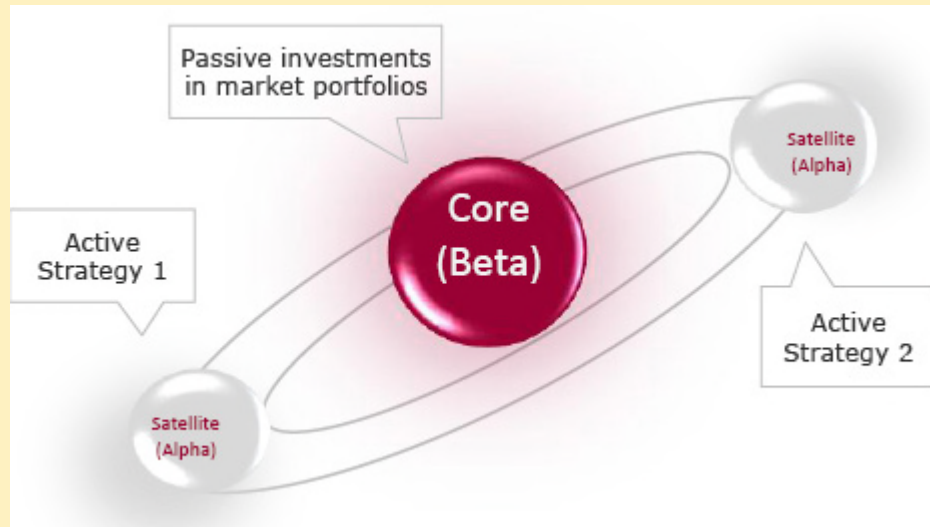 Passive investments
in market portfolios
Satellite
(Alpha)
Core
(Beta)
Active
Strategy 1
Active
Strategy 2
Satellite
(Alpha)